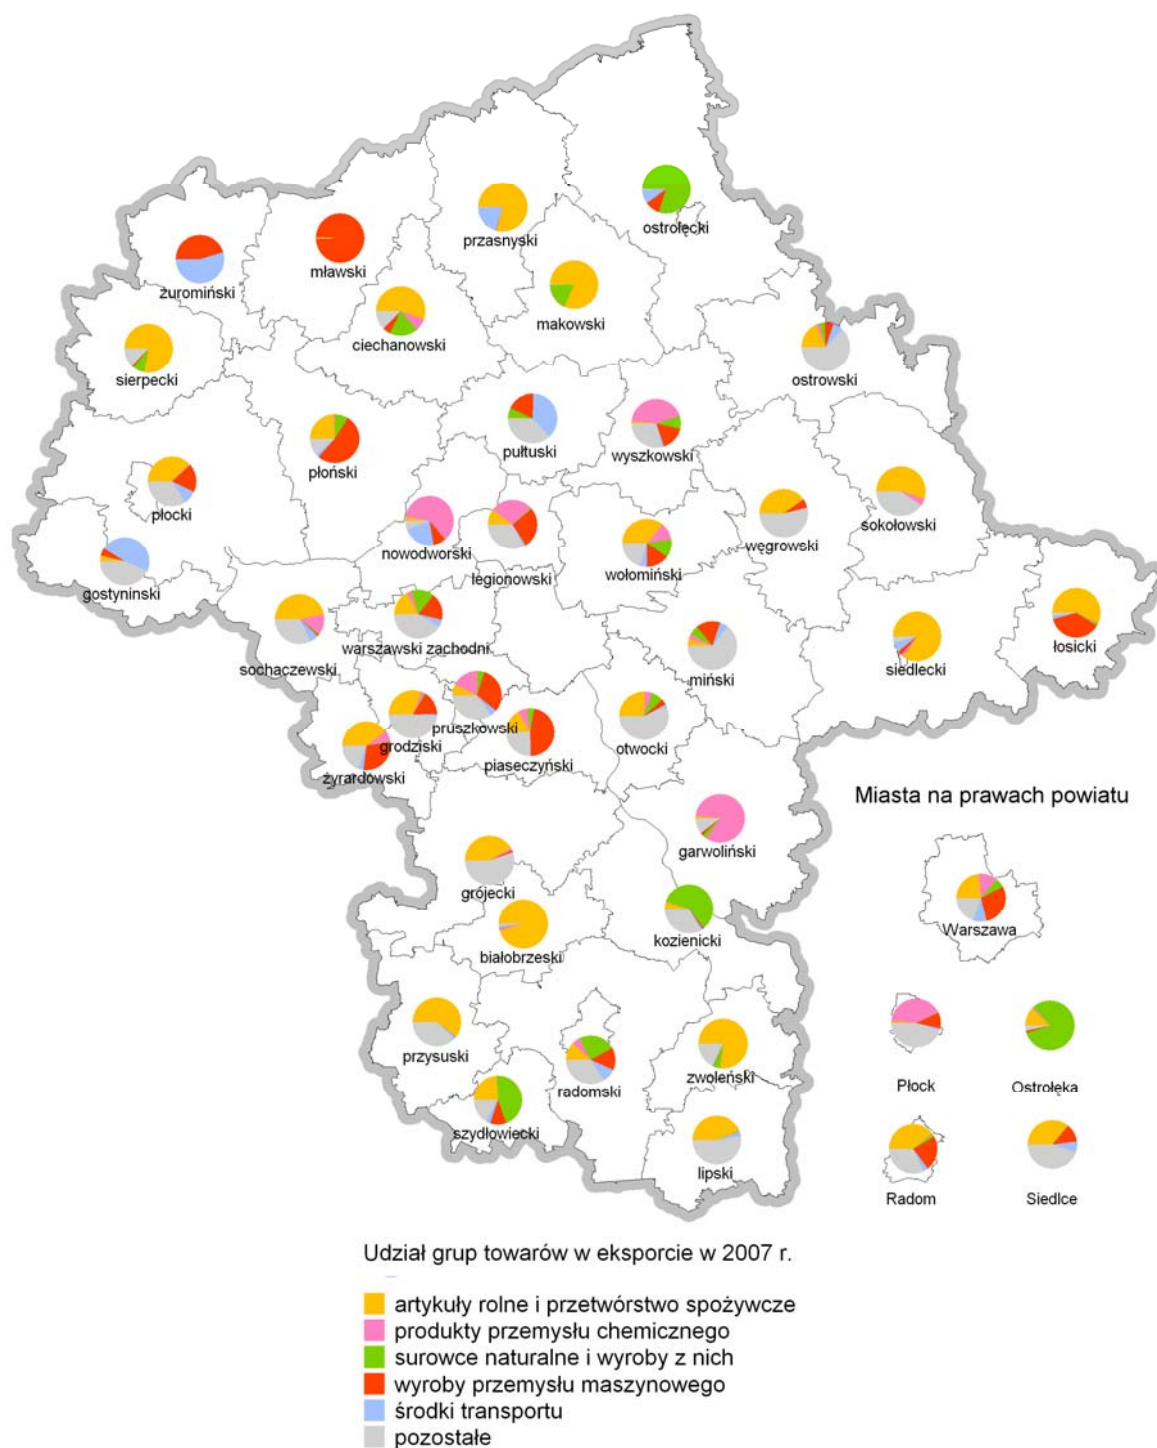 przasnyski
ostrołęcki
mławski
żuromiński
makowski
ciechanowski
sierpecki
ostrowski
pułtuski
wyszkowski
płoński
sokołowski
płocki
węgrowski
nowodworski
legionowski
wołomiński
gostyninski
warszawski zachodni
sochaczewski
siedlecki
łosicki
miński
pruszkowski
grodziski
otwocki
piaseczyński
żyrardowski
Miasta na prawach powiatu
garwoliński
grójecki
Warszawa
kozienicki
białobrzeski
przysuski
zwoleński
radomski
Płock
Ostrołęka
szydłowiecki
lipski
Radom
Siedlce
Udział grup towarów w eksporcie w 2007 r.
artykuły rolne i przetwórstwo spożywcze
produkty przemysłu chemicznego
surowce naturalne i wyroby z nich
wyroby przemysłu maszynowego
środki transportu
pozostałe